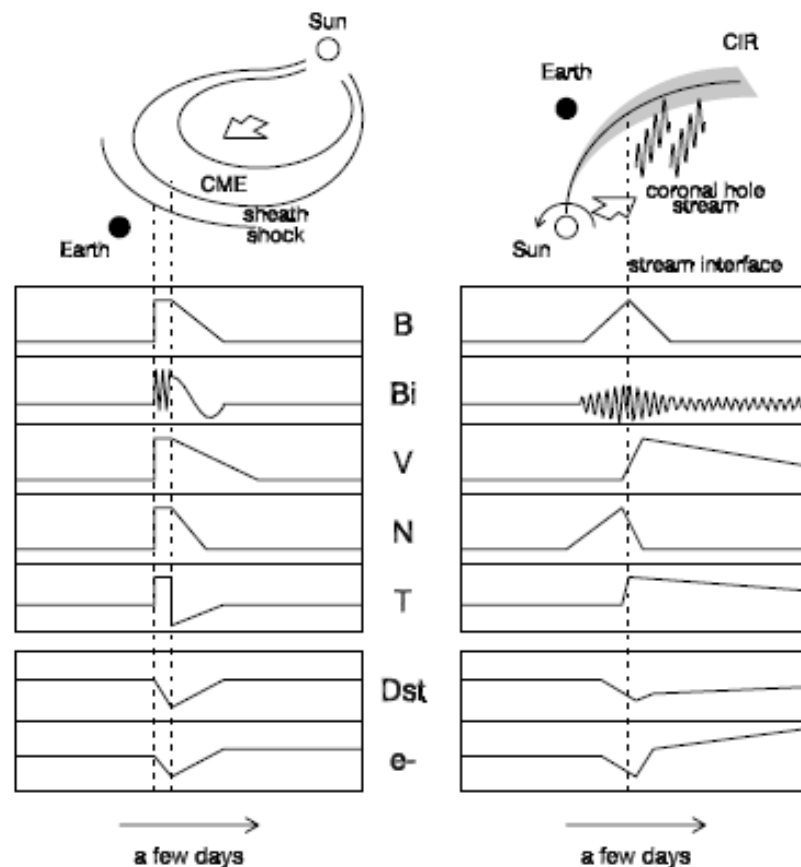 Sun
CME
sheath
shock
Earth
CIR
Earth
coronal hole
stream
Sun
stream interface
B
Bi
V
N
T
Dst
e-
a few days
a few days